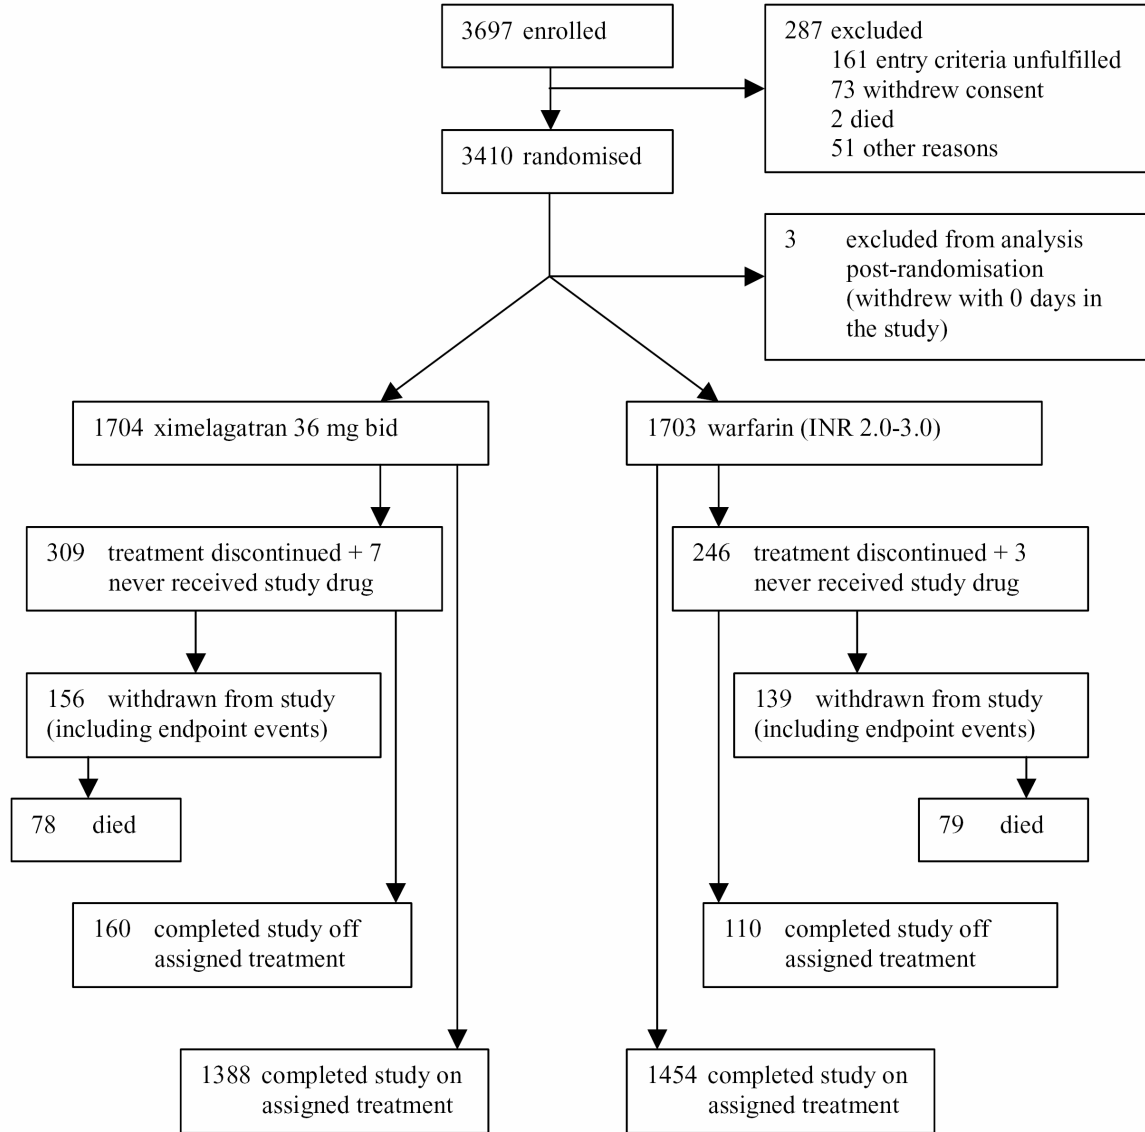 3697 enrolled
287 excluded
161 entry criteria unfulfilled
73 withdrew consent
2 died
51 other reasons
3410 randomised
3 excluded from analysis
post-randomisation
(withdrew with 0 days in
the study)
1704 ximelagatran 36 mg bid
1703 warfarin (INR 2.0-3.0)
309 treatment discontinued + 7
never received study drug
246 treatment discontinued + 3
never received study drug
156 withdrawn from study
(including endpoint events)
139 withdrawn from study
(including endpoint events)
78 died
79 died
160 completed study off
assigned treatment
110 completed study off
assigned treatment
1388 completed study on
assigned treatment
1454 completed study on
assigned treatment